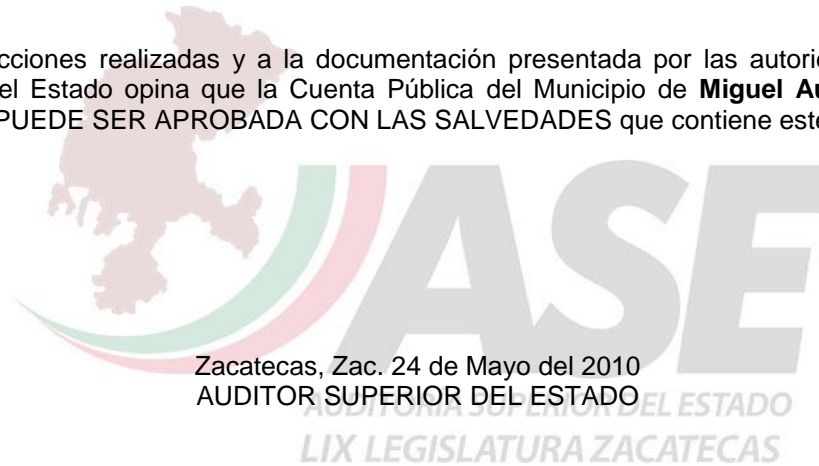 cciones realizadas y a la documentación presentada por las autori
el Estado opina que la Cuenta Pública del Municipio de Miguel Au
PUEDE SER APROBADA CON LAS SALVEDADES que contiene este
ASE
Zacatecas, Zac. 24 de Mayo del 2010
AUDITOR SUPERIOR DEL ESTADO
AUDITORIA SUPERIOR DEL ESTADO
LIX LEGISLATURA ZACATECAS